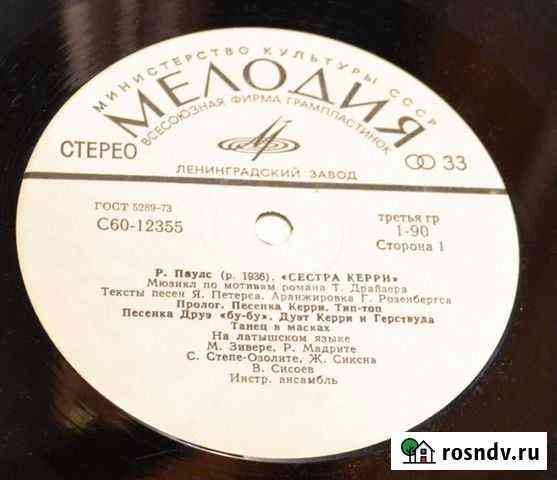 МИНИСТЕРСТВО КУЛЬТУРЫ СССР
МЕЛОДИЯ
ВСЕСОЮЗНАЯ ФИРМА ГРАМПЛАСТИНОК
СТЕРЕО
33
ЛЕНИНГРАДСКИЙ ЗАВОД
ГОСТ 5289-73
С60-12355
третья гр
1-90
Сторона 1
Р. Паулс (р. 1936). «СЕСТРА КЕРРИ»
Мюзикл по мотивам романа Т. Драйзера
Тексты песен Я. Петерса. Аранжировка Г. Розенбергса
Пролог. Песенка Керри. Тип-топ
Песенка Друэ «бу-бу». Дуэт Керри и Герствуда
Танец в масках
На латышском языке
М. Зивере, Р. Мадрите
С. Степе-Озолите, Ж. Сиксна
В. Сисоев
Инстр. ансамбль
rosndv.ru